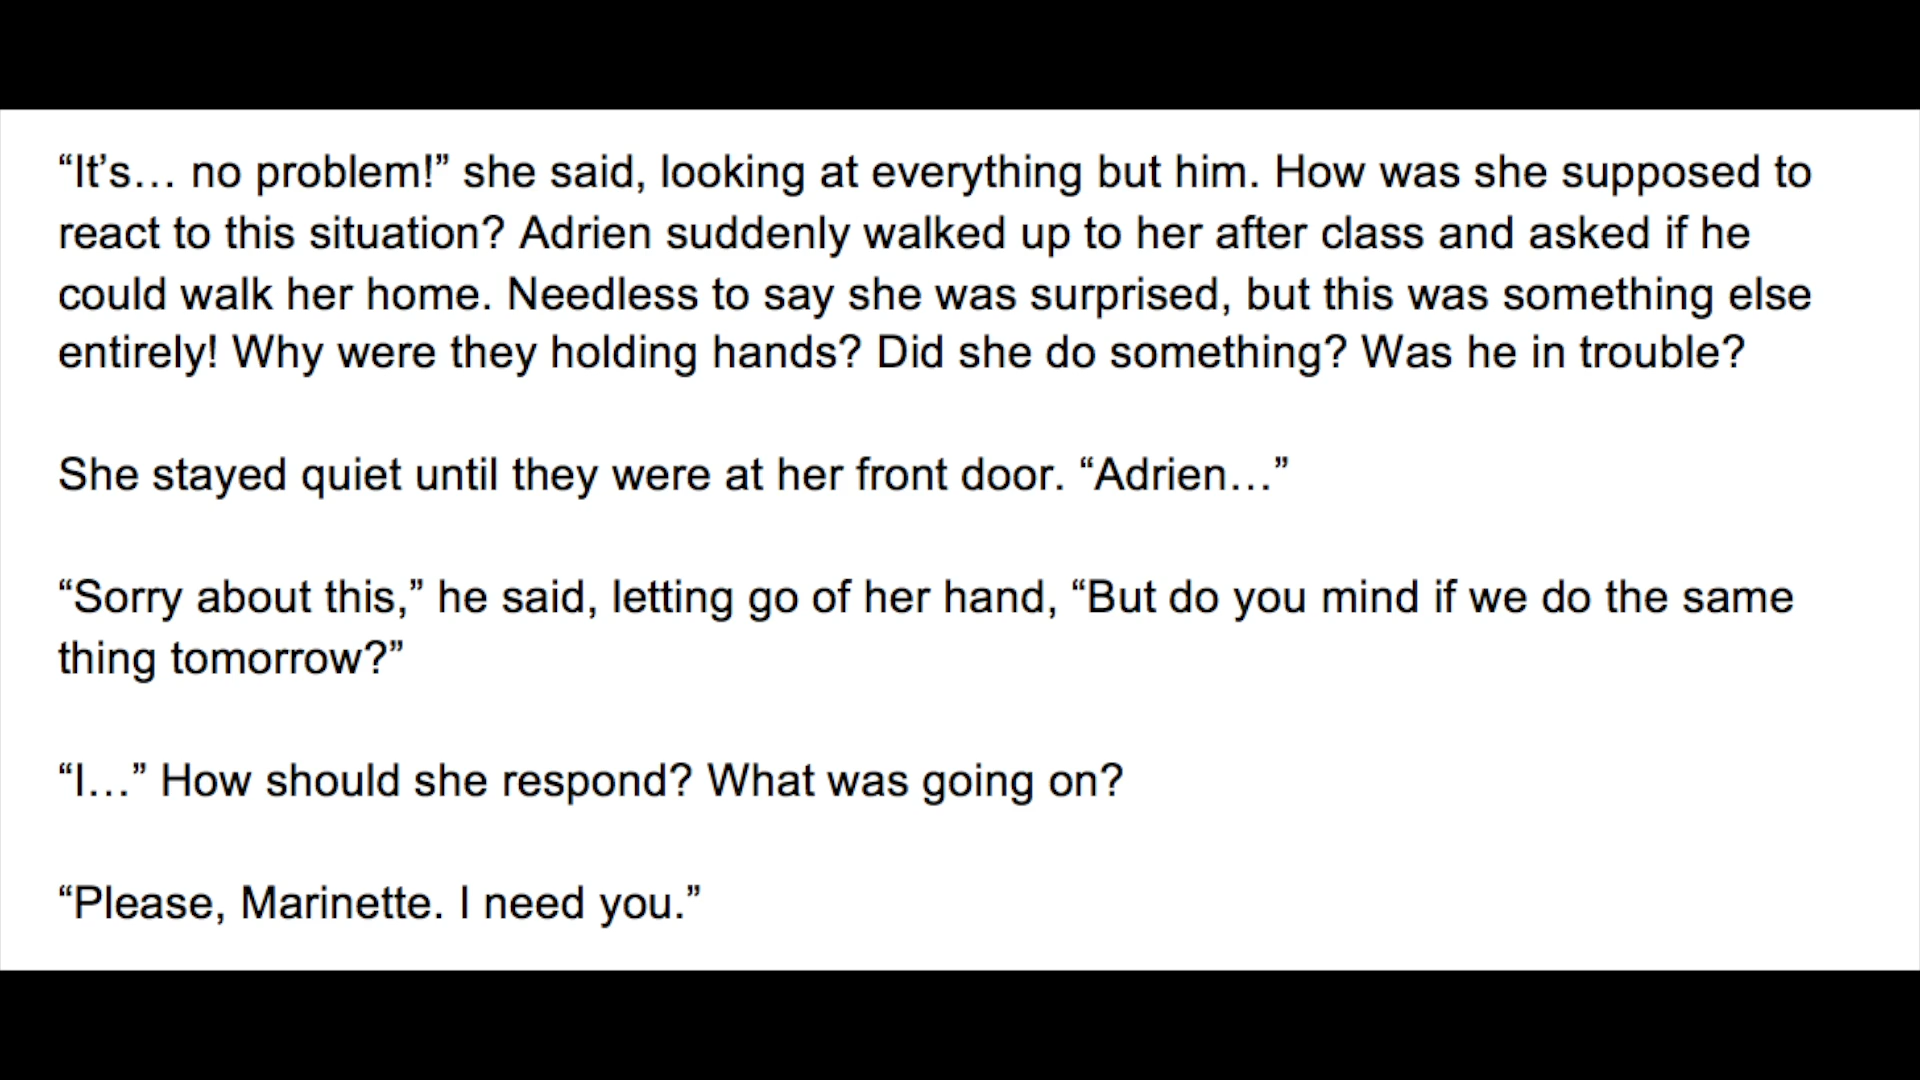 “It’s… no problem!” she said, looking at everything but him. How was she supposed to
react to this situation? Adrien suddenly walked up to her after class and asked if he
could walk her home. Needless to say she was surprised, but this was something else
entirely! Why were they holding hands? Did she do something? Was he in trouble?
She stayed quiet until they were at her front door. “Adrien…”
“Sorry about this,” he said, letting go of her hand, “But do you mind if we do the same
thing tomorrow?”
“I…” How should she respond? What was going on?
“Please, Marinette. I need you.”